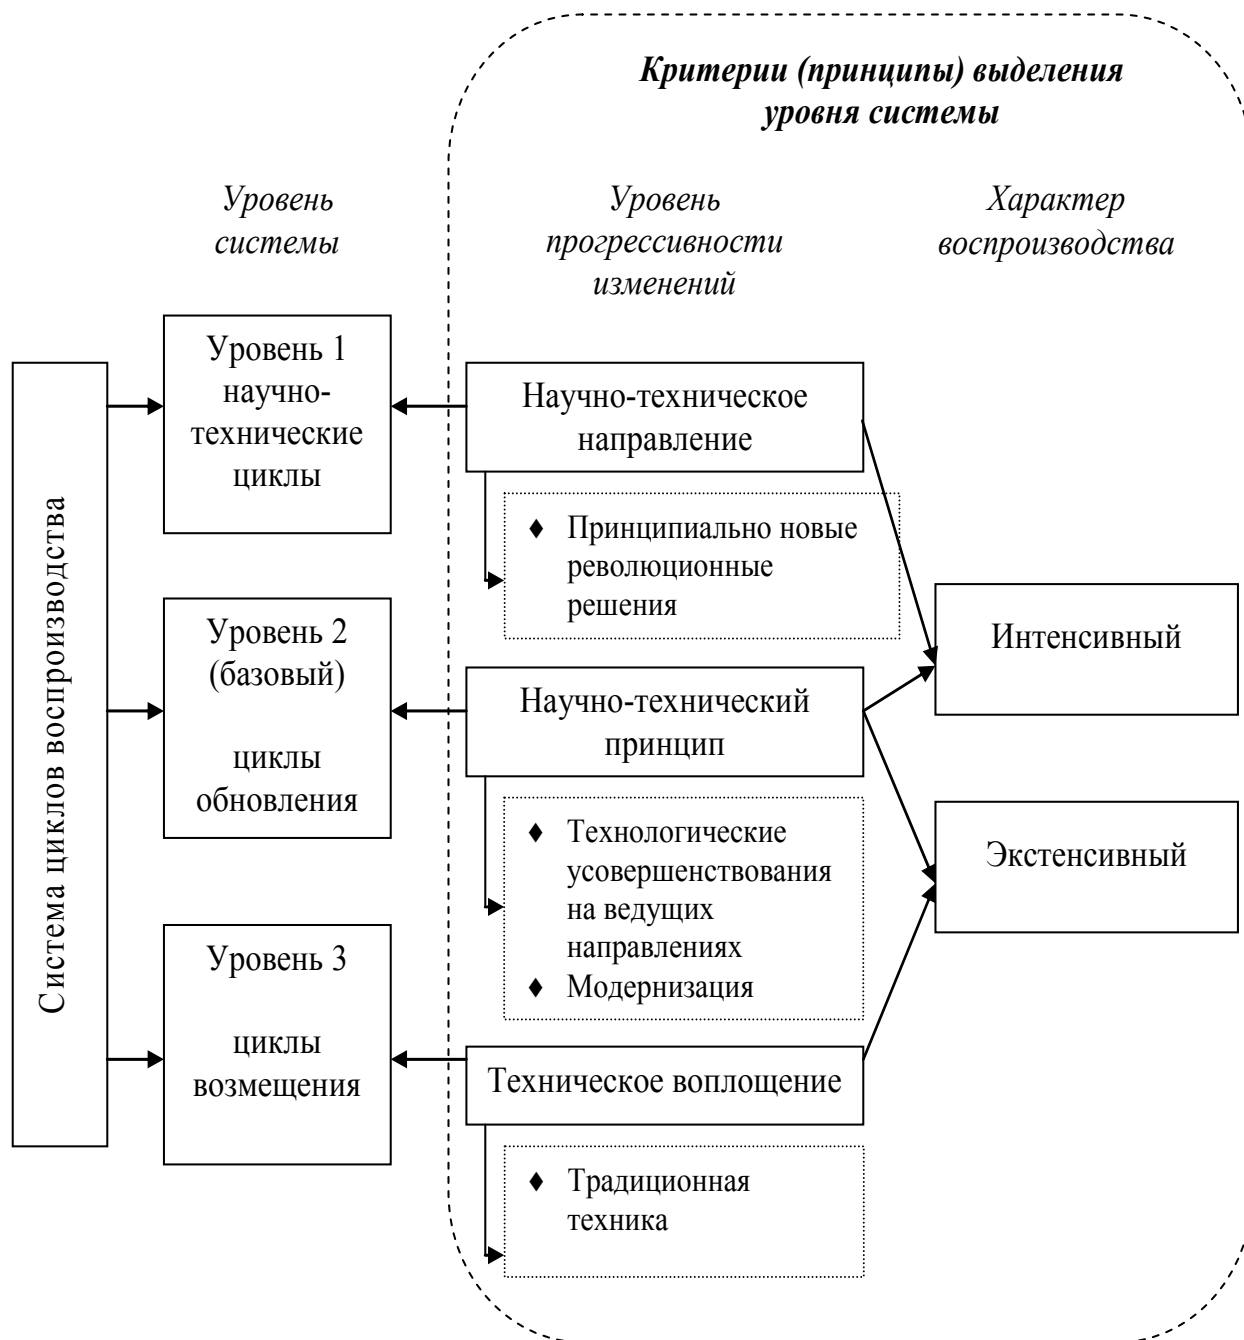 Критерии (принципы) выделения
уровня системы
Уровень
системы
Уровень
прогрессивности
изменений
Характер
воспроизводства
Система циклов воспроизводства
Уровень 1
научно-
технические
циклы
Научно-техническое
направление
♦ Принципиально новые
революционные
решения
Уровень 2
(базовый)
циклы
обновления
Научно-технический
принцип
♦ Технологические
усовершенствования
на ведущих
направлениях
♦ Модернизация
Интенсивный
Экстенсивный
Уровень 3
циклы
возмещения
Техническое воплощение
♦ Традиционная
техника